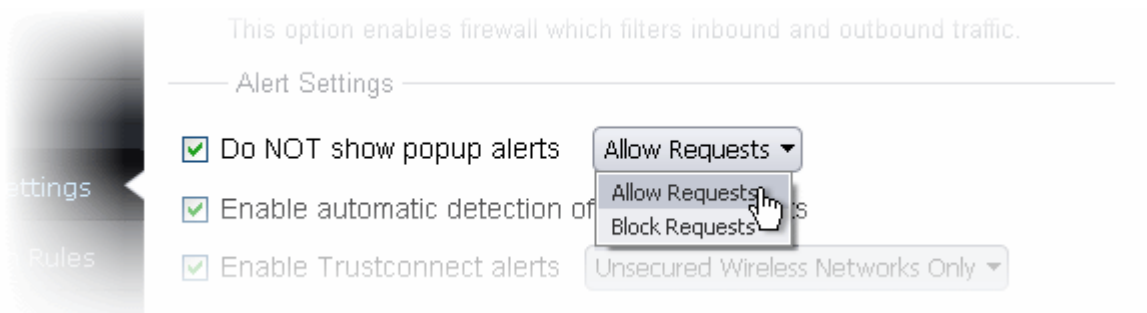 This option enables firewall which filters inbound and outbound traffic.
Alert Settings
Do NOT show popup alerts Allow Requests
Allow Requests
ettings
Enable automatic detection of s
Block Requests
Rules
Enable Trustconnect alerts Unsecured Wireless Networks Only